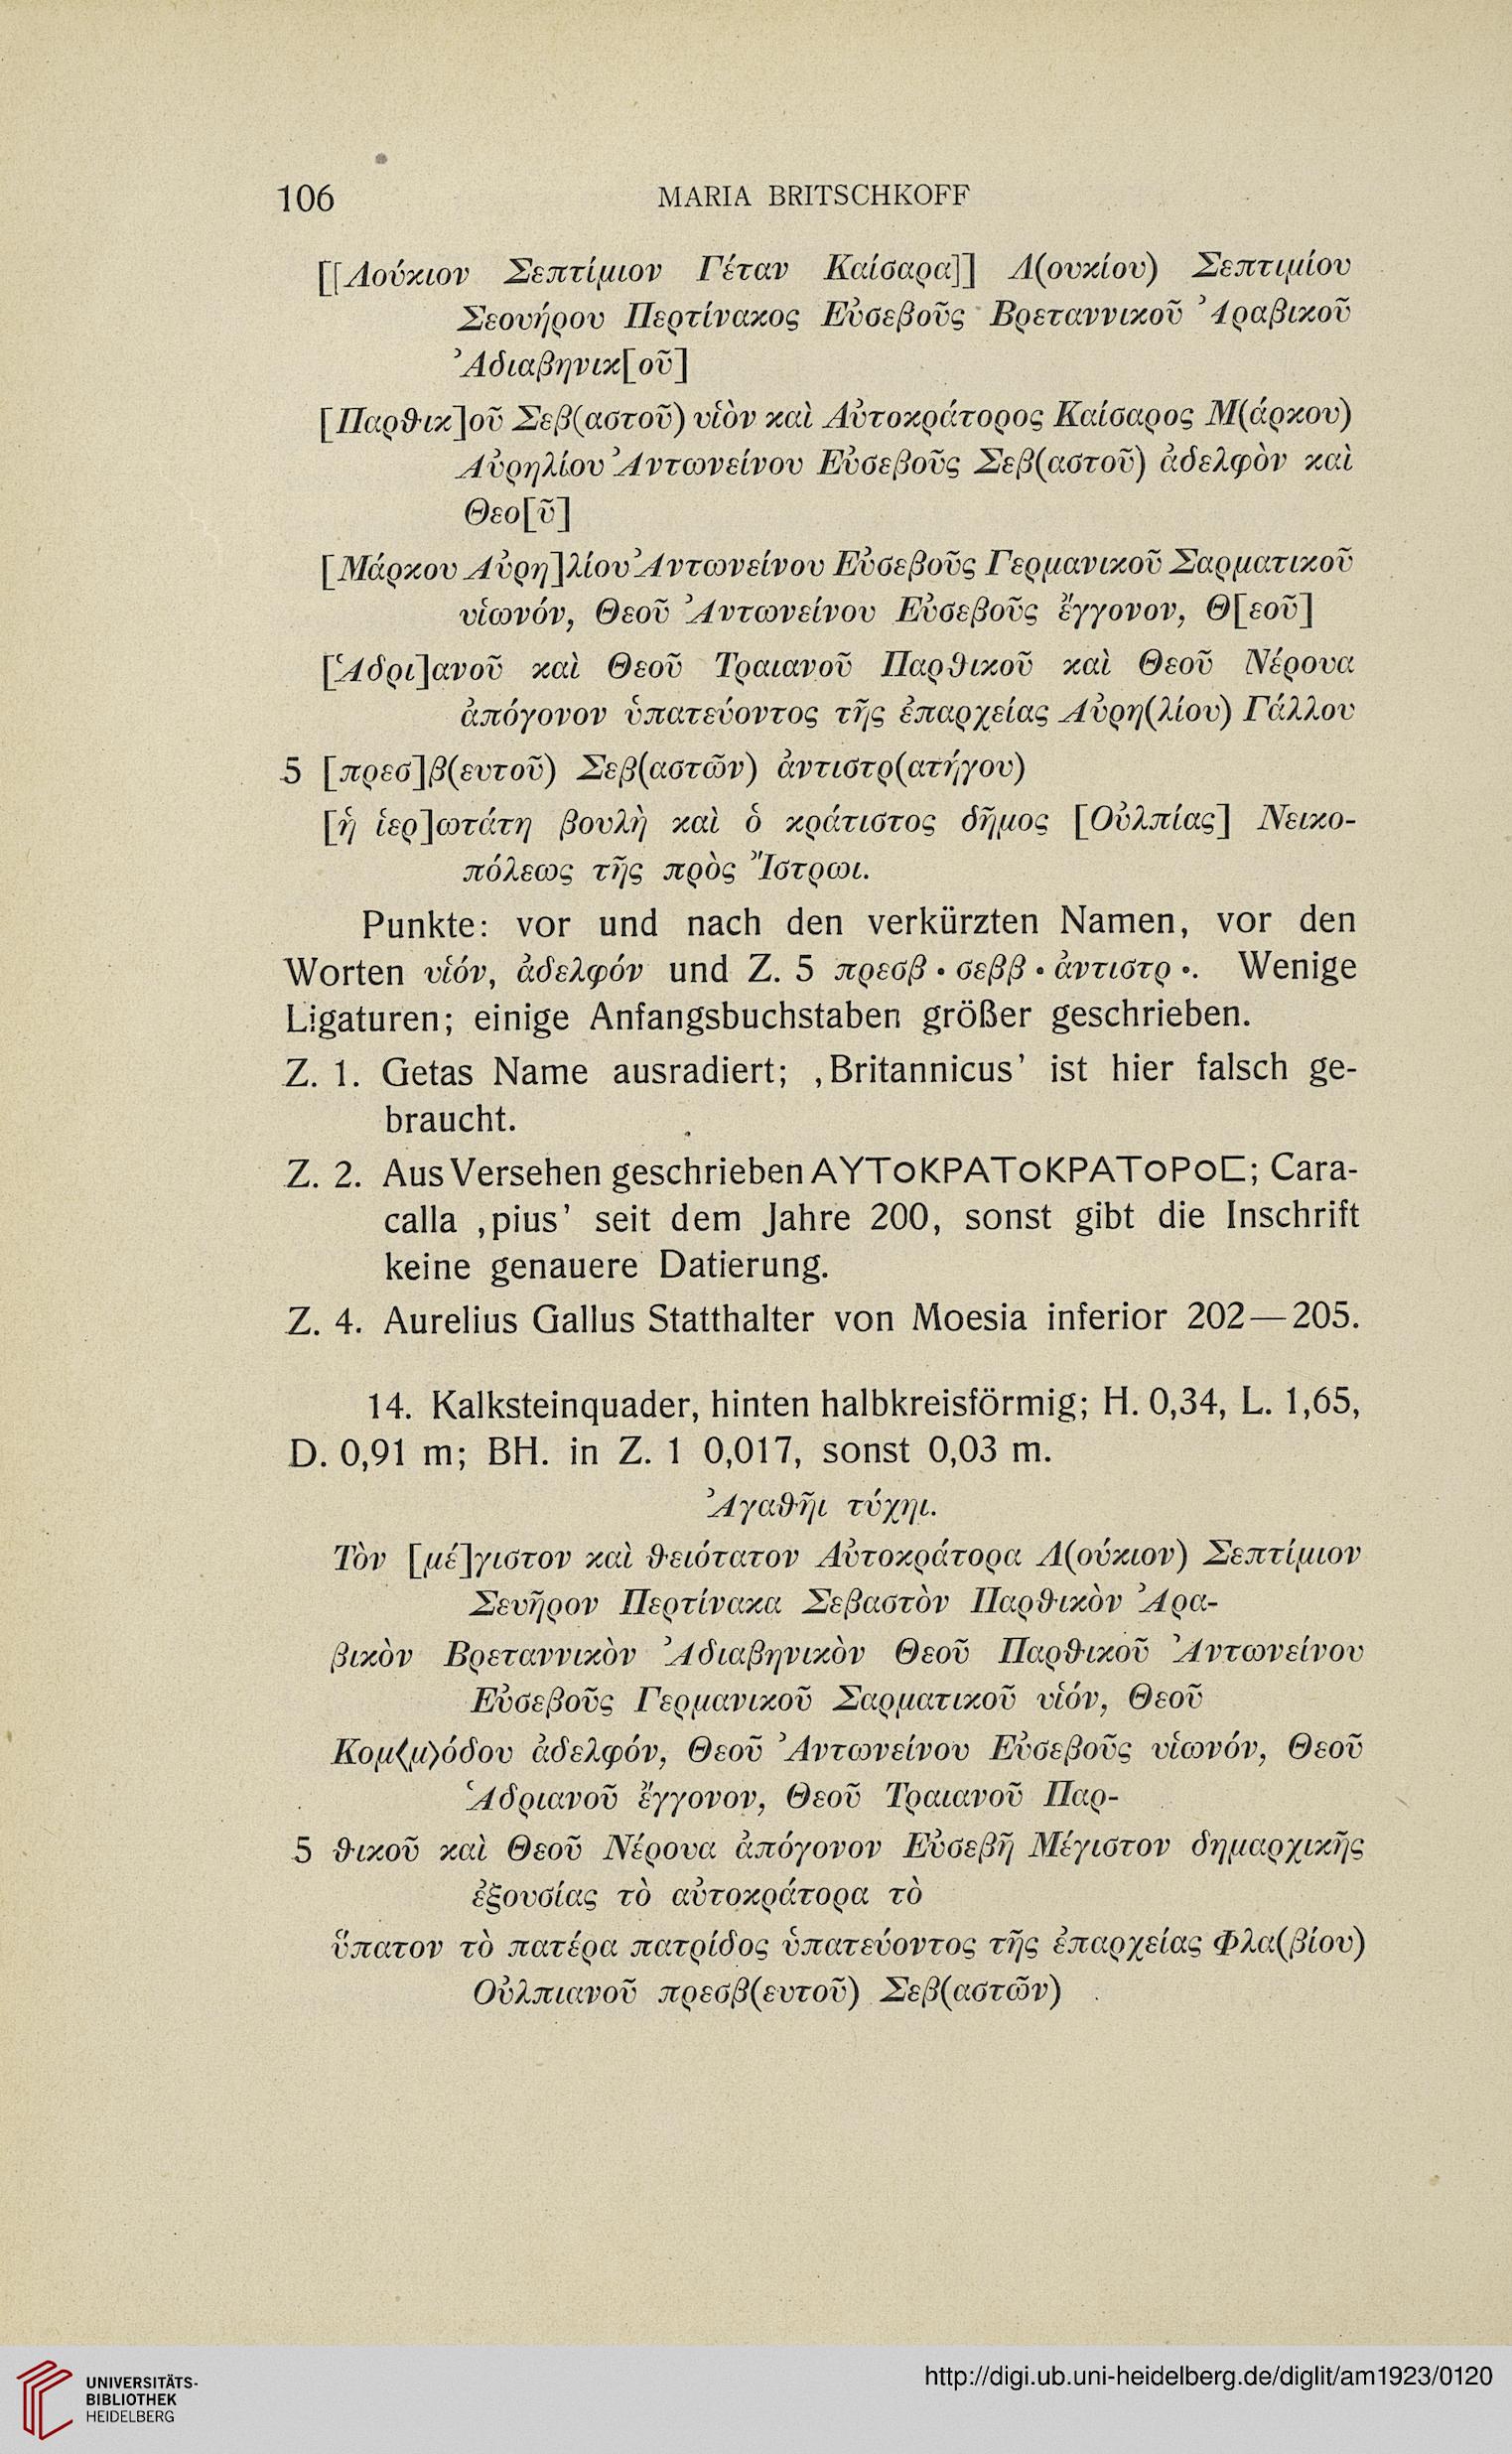 106 MARIA BRITSCHKOFF
[[Λούκιον Σεπτίμιον Γέταν Καίσαρα]] Λ(ουκίου) Σεπτιμίου
Σεουήρου Περτίνακος Εὐσεβοῦς Βρεταννικοῦ Ἀραβικοῦ
Ἀδιαβηνικ[οῦ]
[Παρθικ]οῦ Σεβ(αστοῦ) υἱὸν καὶ Αὐτοκράτορος Καίσαρος Μ(άρκου)
Αὐρηλίου Ἀντωνείνου Εὐσεβοῦς Σεβ(αστοῦ) ἀδελφὸν καὶ
Θεο[ῦ]
[Μάρκου Αὐρη]λίου Ἀντωνείνου Εὐσεβοῦς Γερμανικοῦ Σαρματικοῦ
υἱωνόν, Θεοῦ Ἀντωνείνου Εὐσεβοῦς ἔγγονον, Θ[εοῦ]
[Ἁδρι]ανοῦ καὶ Θεοῦ Τραιανοῦ Παρθικοῦ καὶ Θεοῦ Νέρουα
ἀπόγονον ὑπατεύοντος τῆς ἐπαρχείας Αὐρη(λίου) Γάλλου
5 [πρεσ]β(ευτοῦ) Σεβ(αστῶν) ἀντιστρ(ατήγου)
[ἡ ἱερ]ωτάτη βουλὴ καὶ ὁ κράτιστος δῆμος [Οὐλπίας] Νεικο-
πόλεως τῆς πρὸς Ἴστρωι.
Punkte: vor und nach den verkürzten Namen, vor den
Worten υἱόν, ἀδελφόν und Z. 5 πρεσβ • σεββ • ἀντιστρ •. Wenige
Ligaturen; einige Anfangsbuchstaben größer geschrieben.
Z. 1. Getas Name ausradiert; ‚Britannicus’ ist hier falsch ge-
braucht.
Z. 2. Aus Versehen geschrieben ΑΥΤοΚΡΑΤοΚΡΑΤοΡοΣ; Cara-
calla ‚pius’ seit dem Jahre 200, sonst gibt die Inschrift
keine genauere Datierung.
Z. 4. Aurelius Gallus Statthalter von Moesia inferior 202—205.
14. Kalksteinquader, hinten halbkreisförmig; H. 0,34, L. 1,65,
D. 0,91 m; BH. in Z. 1 0,017, sonst 0,03 m.
Ἀγαθῆι τύχηι.
Τὸν [μέ]γιστον καὶ θειότατον Αὐτοκράτορα Λ(ούκιον) Σεπτίμιον
Σευῆρον Περτίνακα Σεβαστὸν Παρθικὸν Ἀρα-
βικὸν Βρεταννικὸν Ἀδιαβηνικὸν Θεοῦ Παρθικοῦ Ἀντωνείνου
Εὐσεβοῦς Γερμανικοῦ Σαρματικοῦ υἱόν, Θεοῦ
Κομ⟨μ⟩όδου ἀδελφόν, Θεοῦ Ἀντωνείνου Εὐσεβοῦς υἱωνόν, Θεοῦ
Ἁδριανοῦ ἔγγονον, Θεοῦ Τραιανοῦ Παρ-
5 θικοῦ καὶ Θεοῦ Νέρουα ἀπόγονον Εὐσεβῆ Μέγιστον δημαρχικῆς
ἐξουσίας τὸ αὐτοκράτορα τὸ
ὕπατον τὸ πατέρα πατρίδος ὑπατεύοντος τῆς ἐπαρχείας Φλα(βίου)
Οὐλπιανοῦ πρεσβ(ευτοῦ) Σεβ(αστῶν)
UNIVERSITÄTS-
BIBLIOTHEK
HEIDELBERG
http://digi.ub.uni-heidelberg.de/diglit/am1923/0120